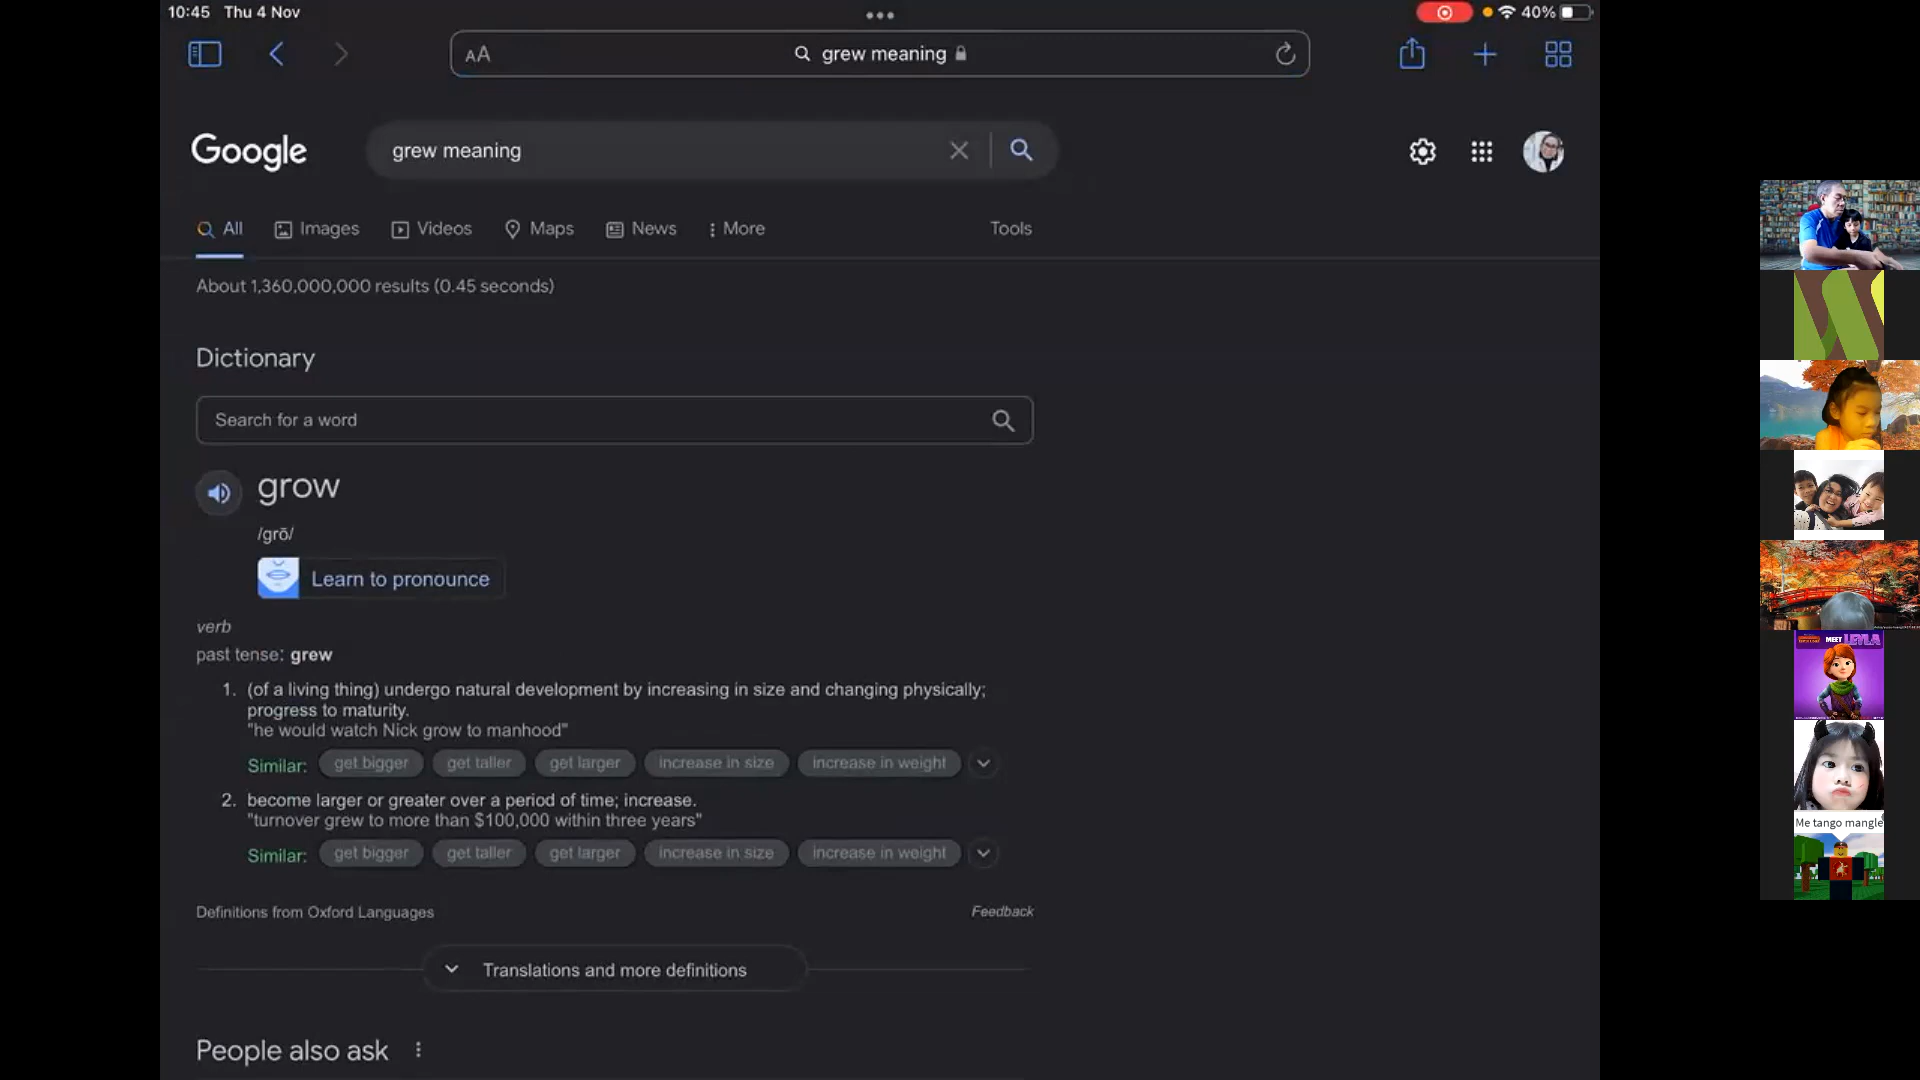 10:45 Thu 4 Nov
40%
AA
grew meaning
Google
grew meaning
All
Images
Videos
Maps
News
More
Tools
About 1,360,000,000 results (0.45 seconds)
Dictionary
Search for a word
grow
/grō/
Learn to pronounce
verb
past tense: grew
1. (of a living thing) undergo natural development by increasing in size and changing physically;
progress to maturity.
"he would watch Nick grow to manhood"
Similar: get bigger get taller get larger increase in size increase in weight
2. become larger or greater over a period of time; increase.
"turnover grew to more than $100,000 within three years"
Similar: get bigger get taller get larger increase in size increase in weight
Definitions from Oxford Languages
Feedback
Translations and more definitions
People also ask
MEET LEYLA
Me tango mangle